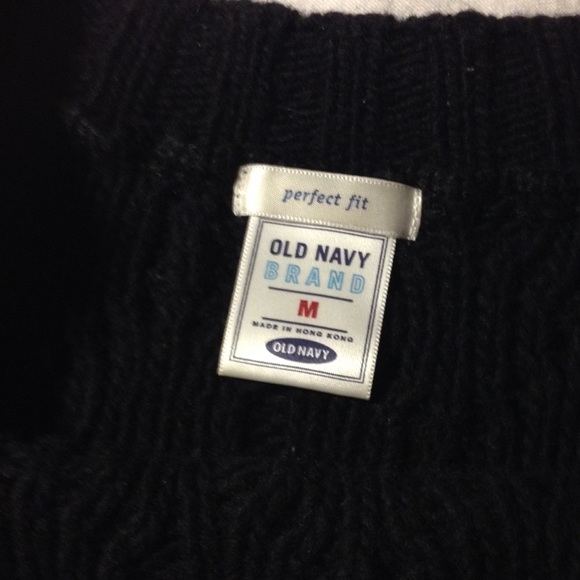 perfect fit
OLD NAVY
BRAND
M
MADE IN HONG KONG
OLD NAVY